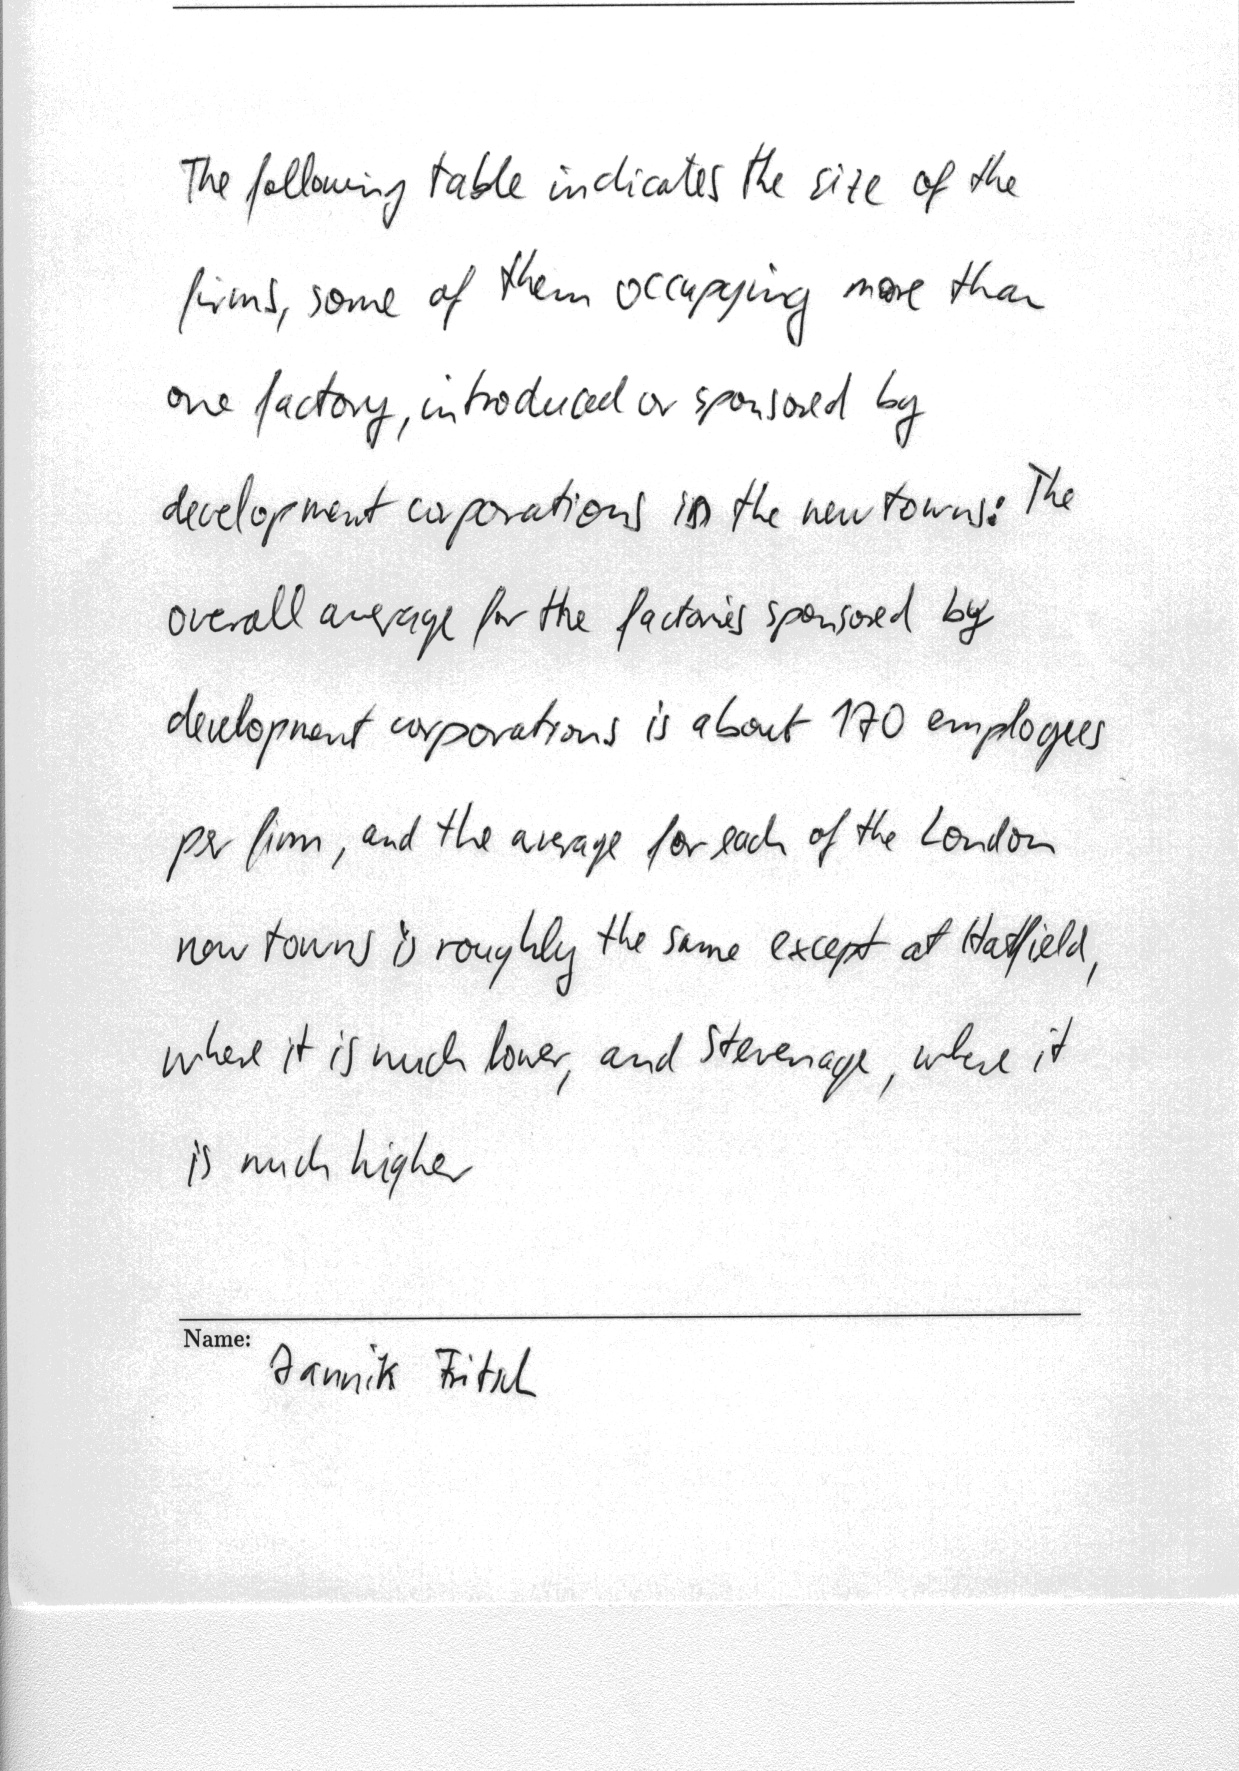 The following table indicates the size of the
firms, some of them occupying more than
one factory, introduced or sponsored by
development corporations in the new towns: The
overall average for the factories sponsored by
development corporations is about 170 employees
per firm, and the average for each of the London
new towns is roughly the same except at Hatfield,
where it is much lower, and Stevenage, where it
is much higher
Name:
Jannik Fritsch